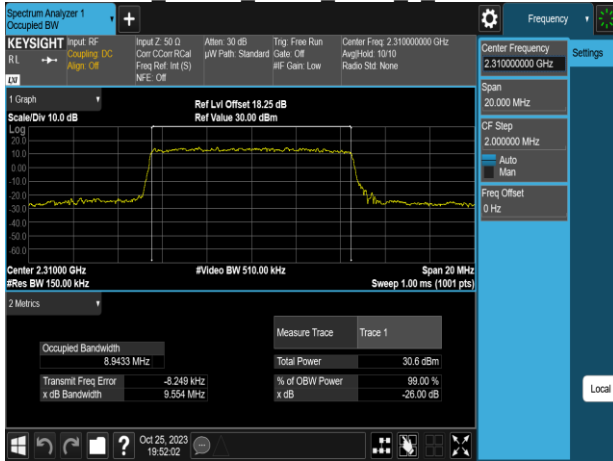 Spectrum Analyzer 1
Occupied BW
+
Frequency
KEYSIGHT
RL
LXI
Input: RF
Coupling: DC
Align: Off
Input Z: 50 Ω
Corr CCorr RCal
Freq Ref: Int (S)
NFE: Off
Atten: 30 dB
µW Path: Standard
Trig: Free Run
Gate: Off
#IF Gain: Low
Center Freq: 2.310000000 GHz
Avg|Hold: 10/10
Radio Std: None
Center Frequency
2.310000000 GHz
Settings
Span
20.000 MHz
CF Step
2.000000 MHz
Auto
Man
Freq Offset
0 Hz
Local
1 Graph
Scale/Div 10.0 dB
Ref Lvl Offset 18.25 dB
Ref Value 30.00 dBm
Log
20.0
10.0
0.00
-10.0
-20.0
-30.0
-40.0
-50.0
-60.0
Center 2.31000 GHz
#Res BW 150.00 kHz
#Video BW 510.00 kHz
Span 20 MHz
Sweep 1.00 ms (1001 pts)
2 Metrics
Measure Trace Trace 1
Occupied Bandwidth
8.9433 MHz
Total Power 30.6 dBm
Transmit Freq Error -8.249 kHz
% of OBW Power 99.00 %
x dB Bandwidth 9.554 MHz
x dB -26.00 dB
?
Oct 25, 2023
19:52:02